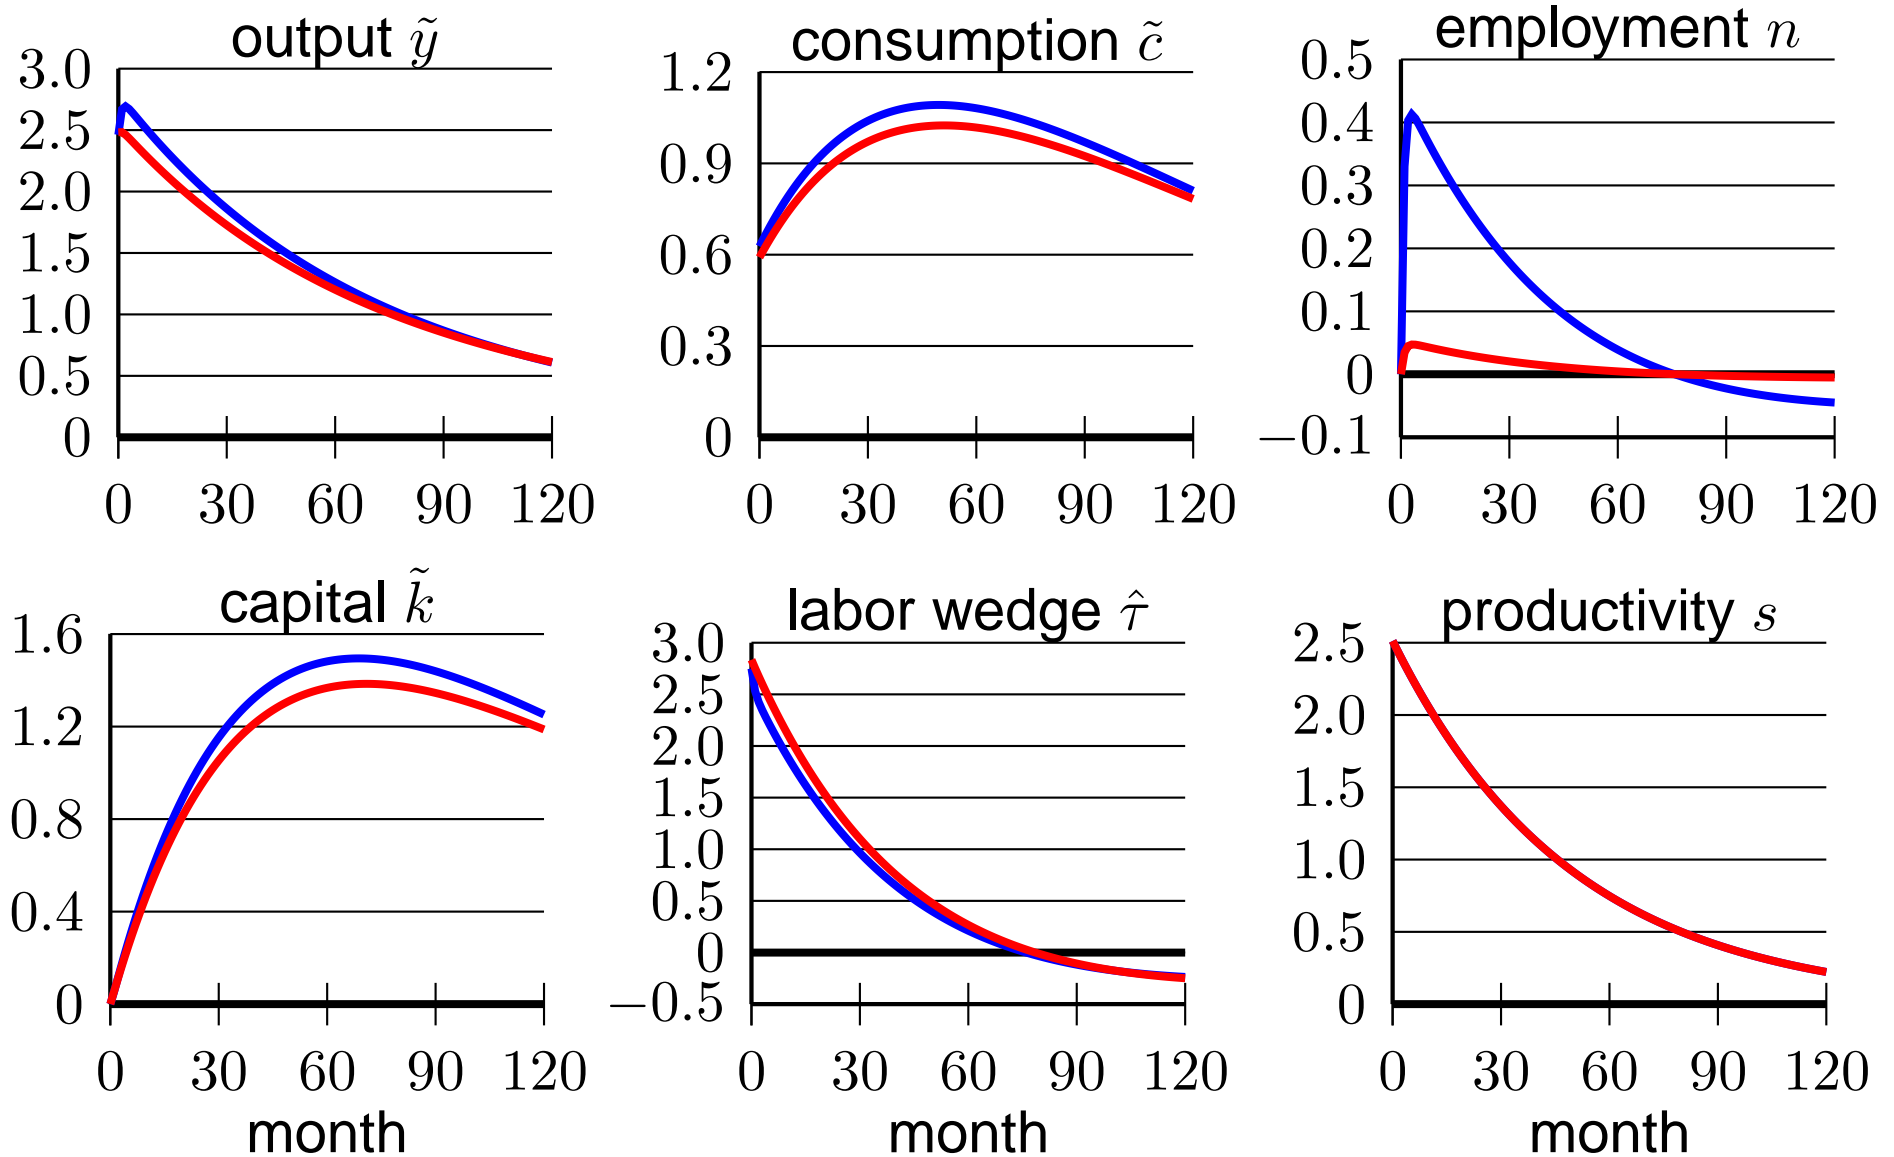 output ỹ
3.0
2.5
2.0
1.5
1.0
0.5
0
0 30 60 90 120
consumption c̃
1.2
0.9
0.6
0.3
0
0 30 60 90 120
employment n
0.5
0.4
0.3
0.2
0.1
0
−0.1
0 30 60 90 120
capital k̃
1.6
1.2
0.8
0.4
0
0 30 60 90 120
month
labor wedge τ̂
3.0
2.5
2.0
1.5
1.0
0.5
0
−0.5
0 30 60 90 120
month
productivity s
2.5
2.0
1.5
1.0
0.5
0
0 30 60 90 120
month